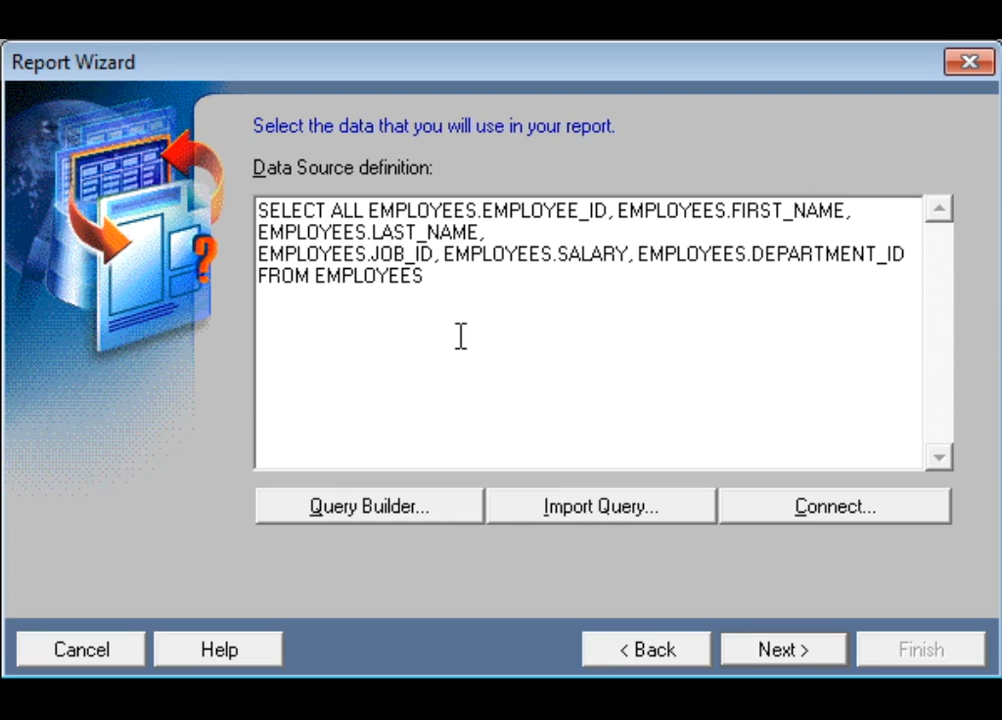 Report Wizard
Select the data that you will use in your report.
Data Source definition:
SELECT ALL EMPLOYEES.EMPLOYEE_ID, EMPLOYEES.FIRST_NAME,
EMPLOYEES.LAST_NAME,
EMPLOYEES.JOB_ID, EMPLOYEES.SALARY, EMPLOYEES.DEPARTMENT_ID
FROM EMPLOYEES
?
Query Builder... Import Query... Connect...
Cancel Help < Back Next > Finish